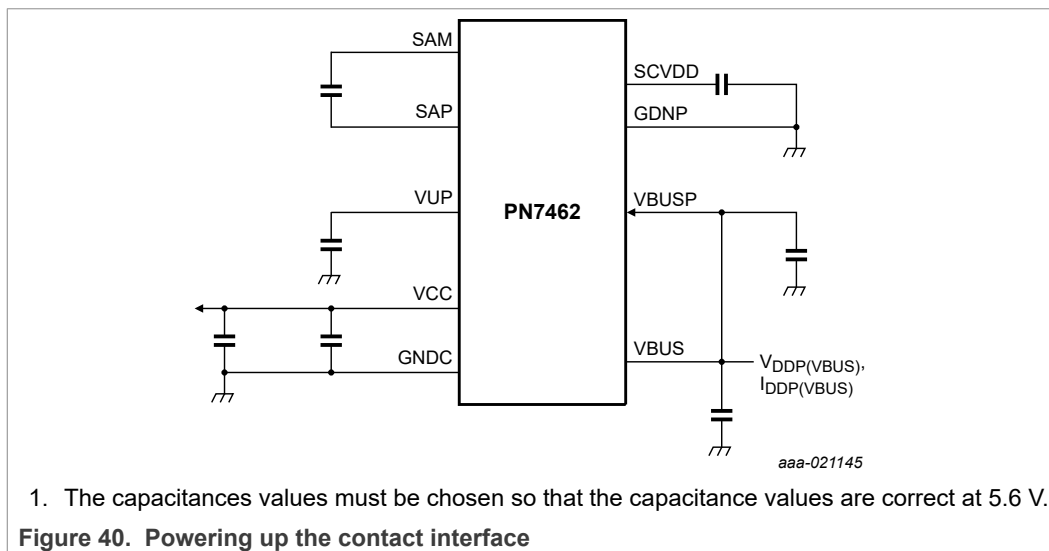 SAM
SCVDD
SAP
GDNP
VUP
PN7462
VBUSP
VCC
GNDC
VBUS
VDDP(VBUS),
IDDP(VBUS)
aaa-021145
1. The capacitances values must be chosen so that the capacitance values are correct at 5.6 V.
Figure 40. Powering up the contact interface